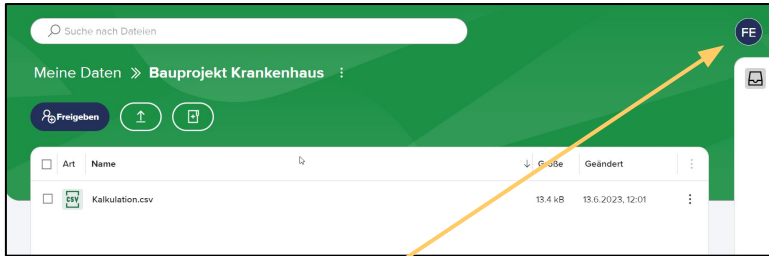 Suche nach Dateien
FE
Meine Daten » Bauprojekt Krankenhaus
Freigeben
Art Name Größe Geändert
CSV Kalkulation.csv 13.4 kB 13.6.2023, 12:01